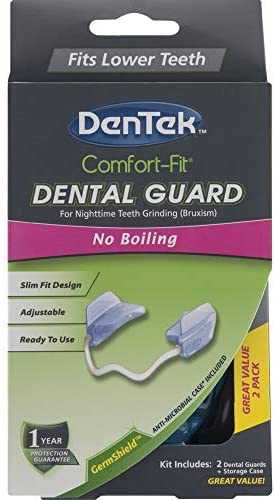 Fits Lower Teeth
DenTek™
Comfort-Fit®
DENTAL GUARD
For Nighttime Teeth Grinding (Bruxism)
No Boiling
Slim Fit Design
Adjustable
Ready To Use
ANTI-MICROBIAL CASE* INCLUDED
GREAT VALUE
2 PACK
1
YEAR
PROTECTION
GUARANTEE
GermShield™
Kit Includes: 2 Dental Guards
+ Storage Case
GREAT VALUE!